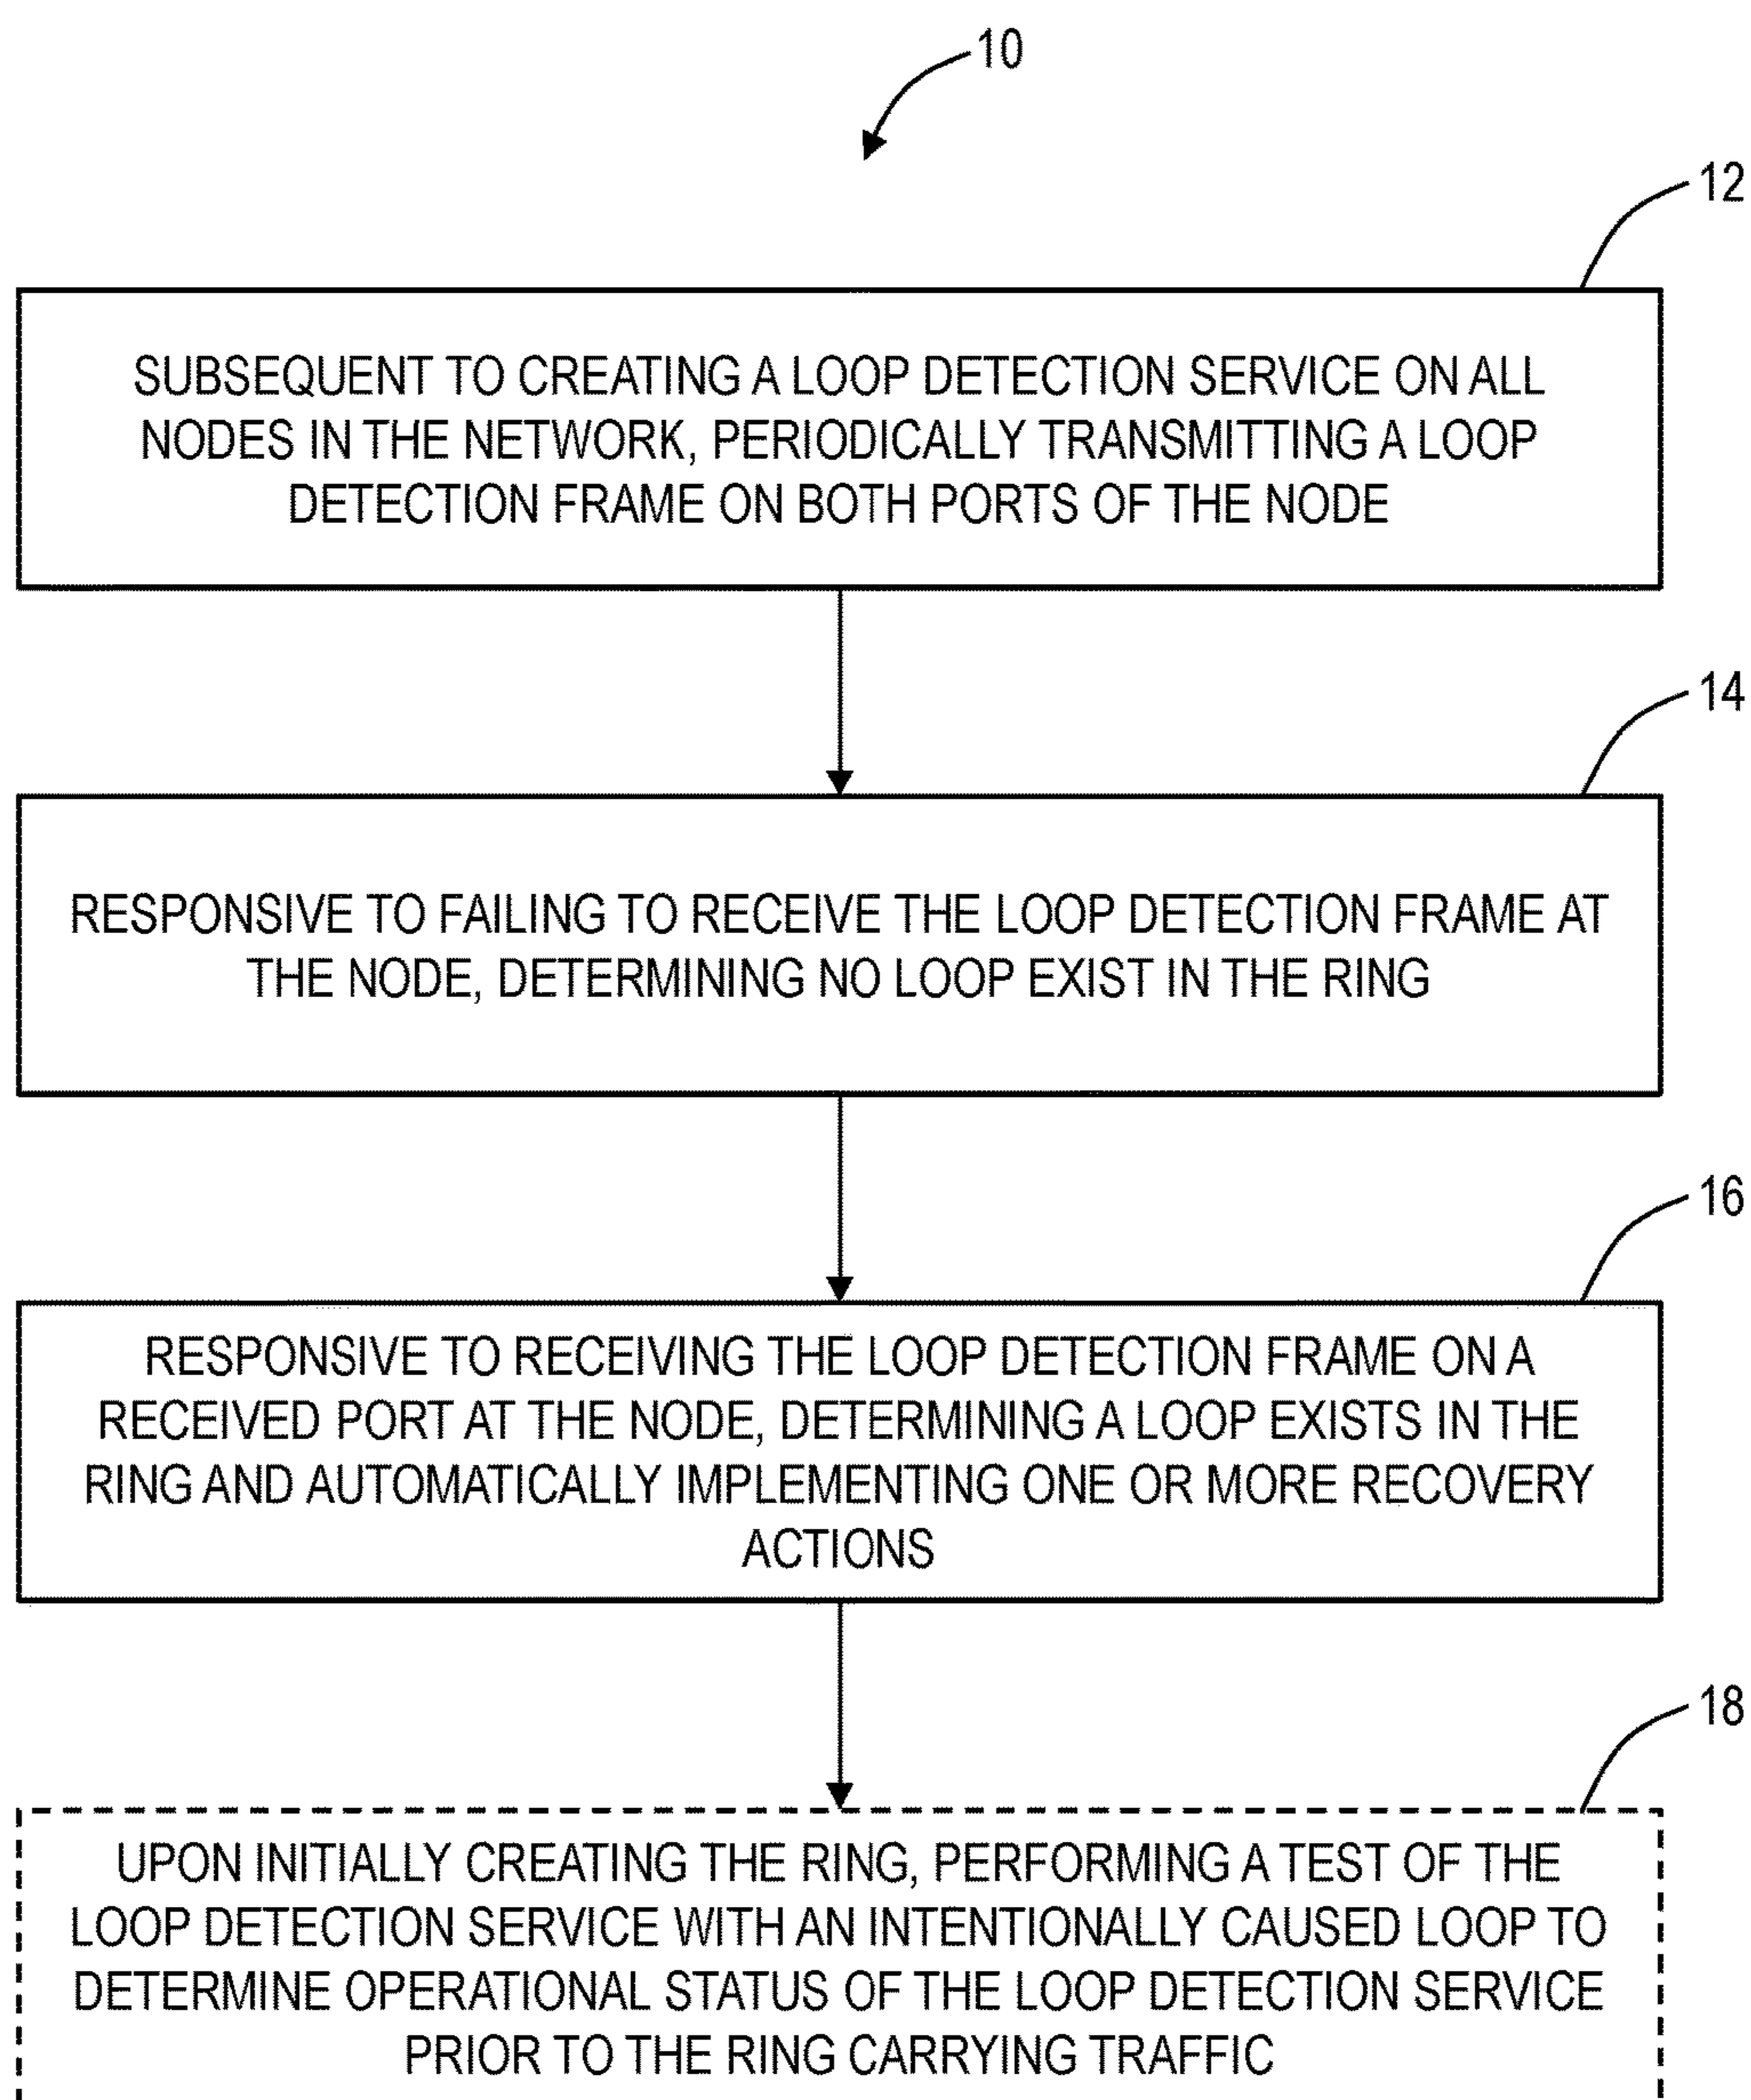 10
12
SUBSEQUENT TO CREATING A LOOP DETECTION SERVICE ON ALL
NODES IN THE NETWORK, PERIODICALLY TRANSMITTING A LOOP
DETECTION FRAME ON BOTH PORTS OF THE NODE
14
RESPONSIVE TO FAILING TO RECEIVE THE LOOP DETECTION FRAME AT
THE NODE, DETERMINING NO LOOP EXIST IN THE RING
16
RESPONSIVE TO RECEIVING THE LOOP DETECTION FRAME ON A
RECEIVED PORT AT THE NODE, DETERMINING A LOOP EXISTS IN THE
RING AND AUTOMATICALLY IMPLEMENTING ONE OR MORE RECOVERY
ACTIONS
18
UPON INITIALLY CREATING THE RING, PERFORMING A TEST OF THE
LOOP DETECTION SERVICE WITH AN INTENTIONALLY CAUSED LOOP TO
DETERMINE OPERATIONAL STATUS OF THE LOOP DETECTION SERVICE
PRIOR TO THE RING CARRYING TRAFFIC